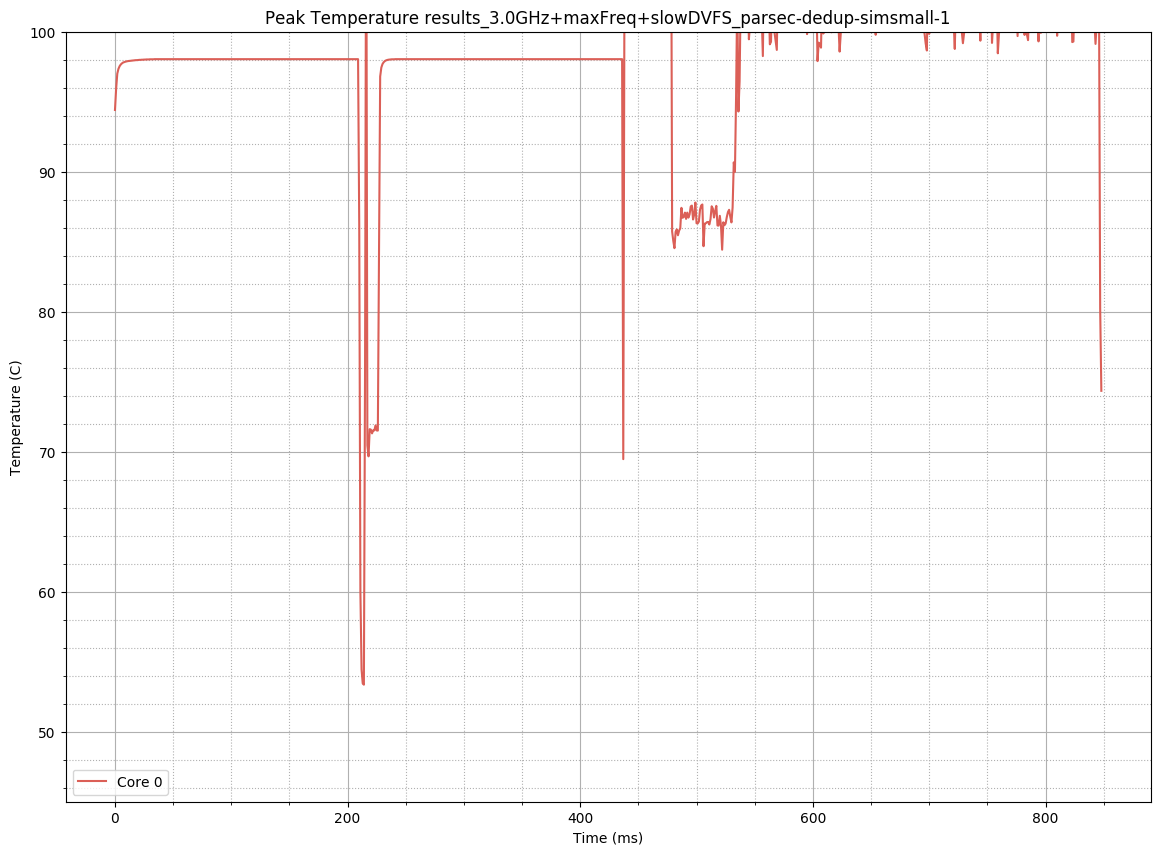 Peak Temperature results_3.0GHz+maxFreq+slowDVFS_parsec-dedup-simsmall-1
100
90
80
70
60
50
Temperature (C)
Core 0
0
200
400
600
800
Time (ms)